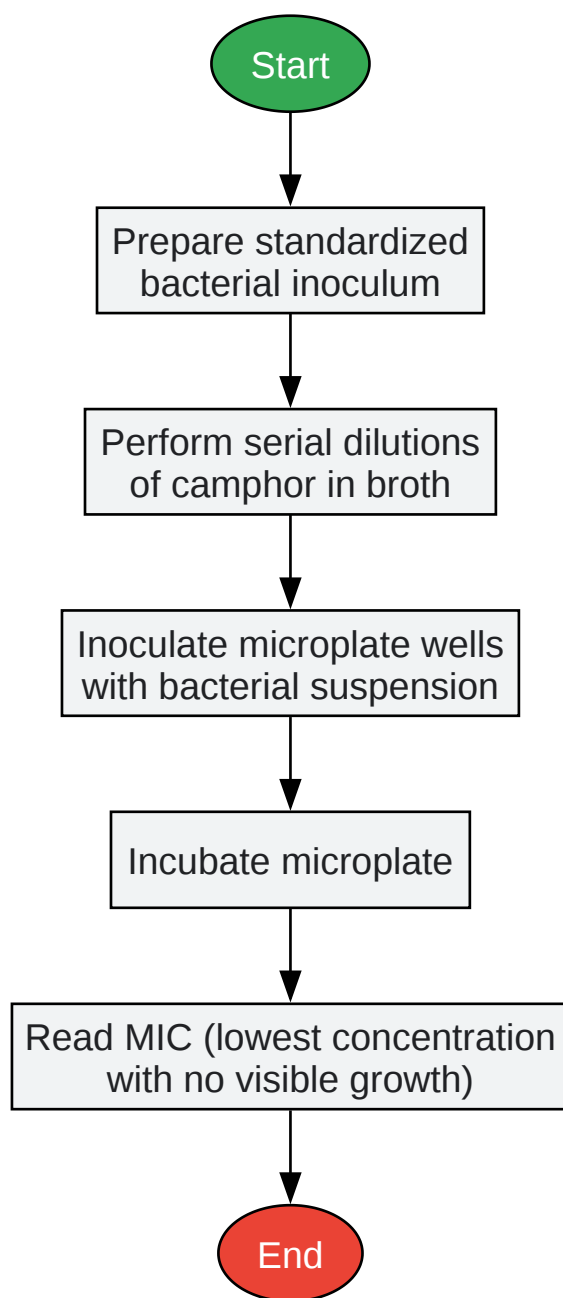 Start
Prepare standardized
bacterial inoculum
Perform serial dilutions
of camphor in broth
Inoculate microplate wells
with bacterial suspension
Incubate microplate
Read MIC (lowest concentration
with no visible growth)
End